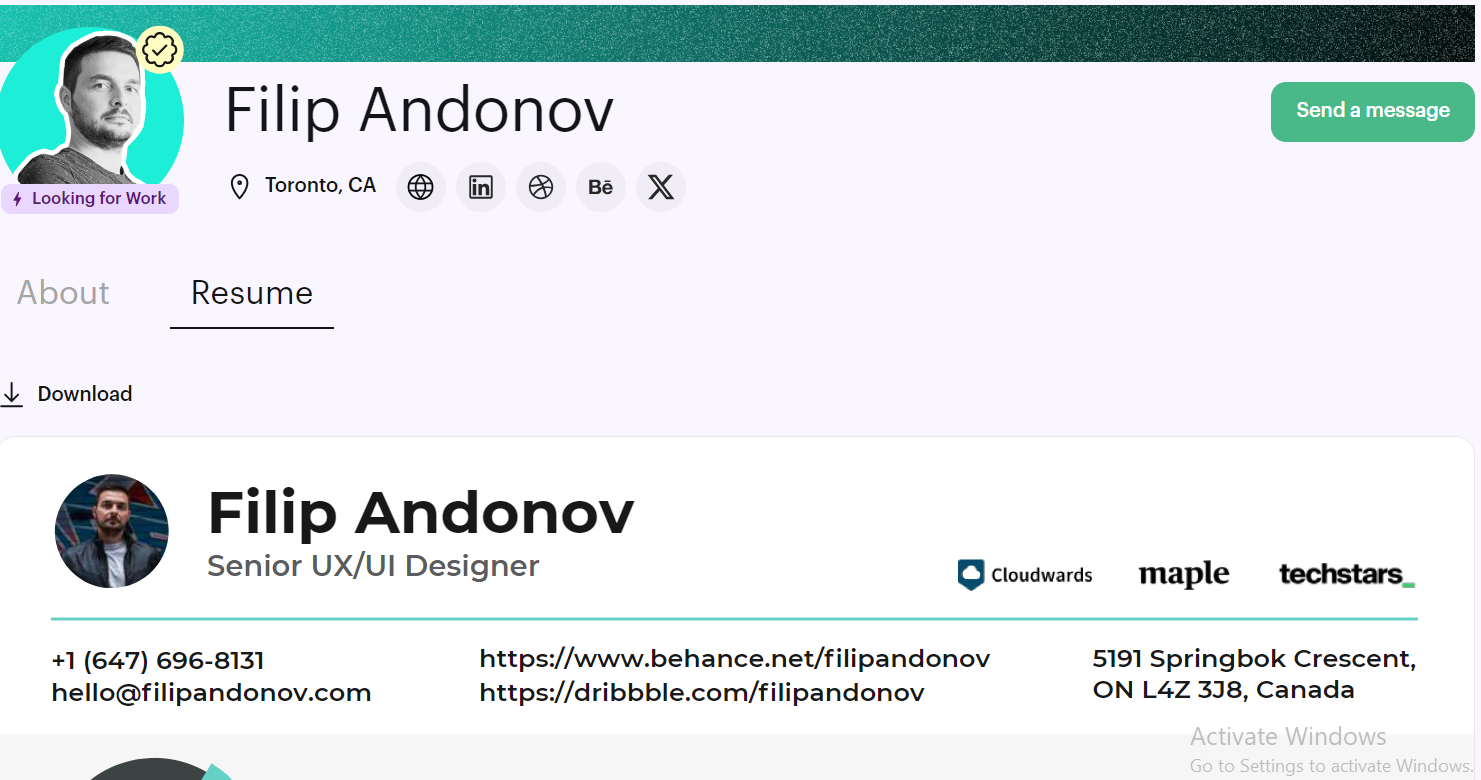 Filip Andonov
Send a message
Looking for Work
Toronto, CA
in
Bē
X
About
Resume
Download
Filip Andonov
Senior UX/UI Designer
Cloudwards
maple
techstars_
+1 (647) 696-8131
hello@filipandonov.com
https://www.behance.net/filipandonov
https://dribbble.com/filipandonov
5191 Springbok Crescent,
ON L4Z 3J8, Canada
Activate Windows
Go to Settings to activate Windows.